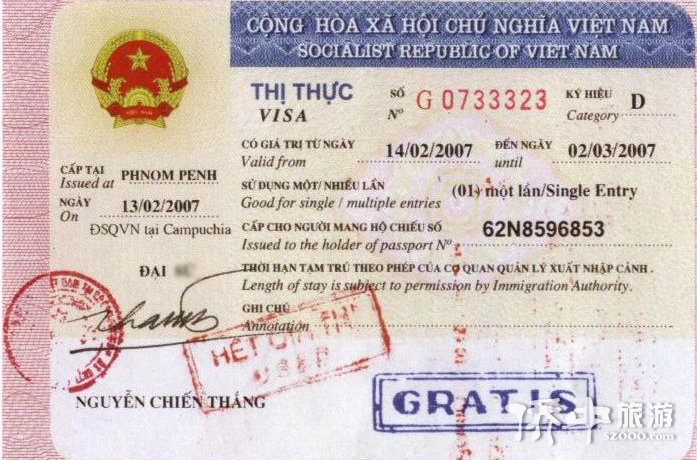 CỘNG HÒA XÃ HỘI CHỦ NGHĨA VIỆT NAM
SOCIALIST REPUBLIC OF VIET-NAM
VIỆT NAM
THỊ THỰC SỐ G 0733323 KÝ HIỆU D
VISA Nº Category
CÓ GIÁ TRỊ TỪ NGÀY 14/02/2007 ĐẾN NGÀY 02/03/2007
Valid from until
CẤP TẠI PHNOM PENH
Issued at
SỬ DỤNG MỘT/ NHIỀU LẦN (01) một lần/Single Entry
Good for single / multiple entries
NGÀY 13/02/2007
On
ĐSQVN tại Campuchia
CẤP CHO NGƯỜI MANG HỘ CHIẾU SỐ 62N8596853
Issued to the holder of passport Nº
ĐẠI
THỜI HẠN TẠM TRÚ THEO PHÉP CỦA CƠ QUAN QUẢN LÝ XUẤT NHẬP CẢNH .
Length of stay is subject to permission by Immigration Authority.
GHI CHÚ
Annotation
HẾT GIÁ TRỊ
USED
NGUYỄN CHIẾN THẮNG
GRATIS
侨中旅游
szooo.com